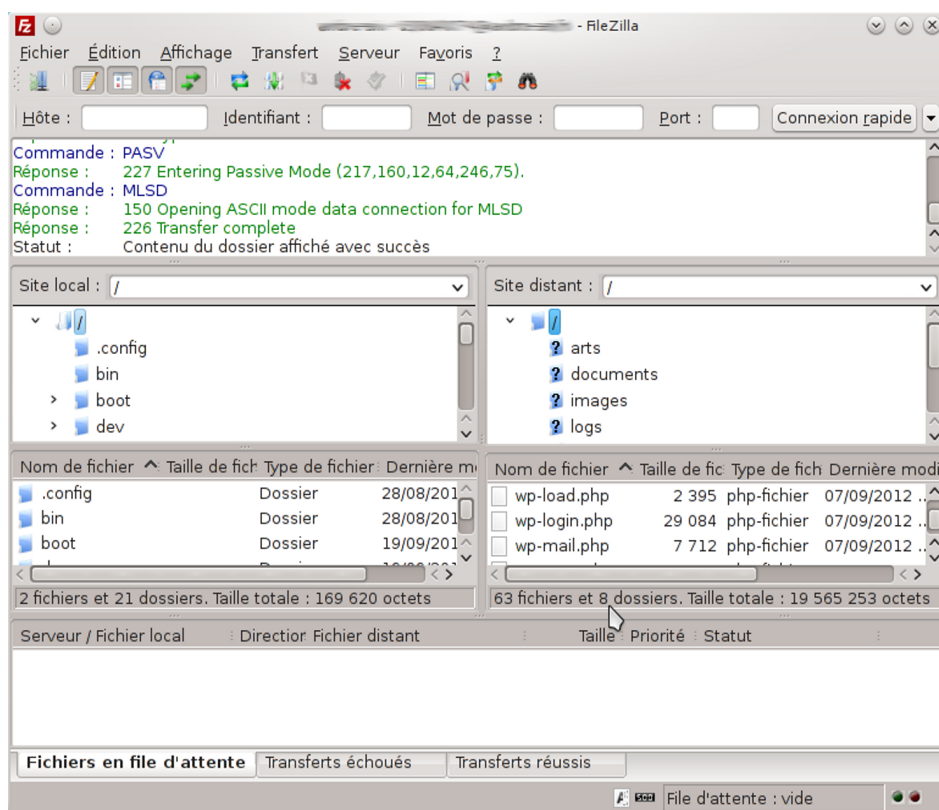 - FileZilla
Fichier Édition Affichage Transfert Serveur Favoris ?
Hôte : Identifiant : Mot de passe : Port : Connexion rapide
Commande : PASV
Réponse : 227 Entering Passive Mode (217,160,12,64,246,75).
Commande : MLSD
Réponse : 150 Opening ASCII mode data connection for MLSD
Réponse : 226 Transfer complete
Statut : Contenu du dossier affiché avec succès
Site local : /
/
.config
bin
boot
dev
Nom de fichier Taille de fich Type de fichier Dernière m
.config Dossier 28/08/201
bin Dossier 28/08/201
boot Dossier 19/09/201
2 fichiers et 21 dossiers. Taille totale : 169 620 octets
Site distant : /
/
arts
documents
images
logs
Nom de fichier Taille de fic Type de fich Dernière modi
wp-load.php 2 395 php-fichier 07/09/2012 ..
wp-login.php 29 084 php-fichier 07/09/2012 ..
wp-mail.php 7 712 php-fichier 07/09/2012 ..
63 fichiers et 8 dossiers. Taille totale : 19 565 253 octets
Serveur / Fichier local Direction Fichier distant Taille Priorité Statut
Fichiers en file d'attente Transferts échoués Transferts réussis
File d'attente : vide